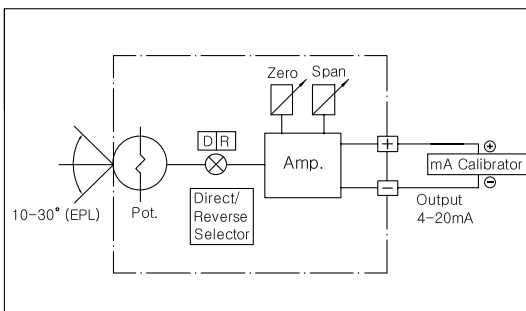 Zero Span
D R
Amp.
+
⊕
mA Calibrator
−
⊖
10-30° (EPL)
Pot.
Direct/
Reverse
Selector
Output
4-20mA